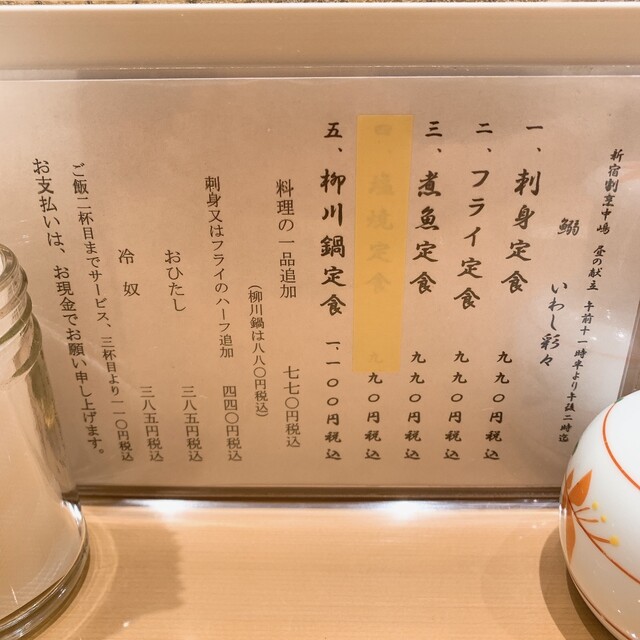 新宿割烹中嶋 昼の献立 午前十一時半より午後二時迄
鰯 いわし彩々
一、刺身定食 九九〇円税込
二、フライ定食 九九〇円税込
三、煮魚定食 九九〇円税込
四、塩焼定食 九九〇円税込
五、柳川鍋定食 一、一〇〇円税込
料理の一品追加 七七〇円税込
(柳川鍋は八八〇円税込)
刺身又はフライのハーフ追加 四四〇円税込
おひたし 三八五円税込
冷奴 三八五円税込
ご飯二杯目までサービス、三杯目より一一〇円税込
お支払いは、お現金でお願い申し上げます。